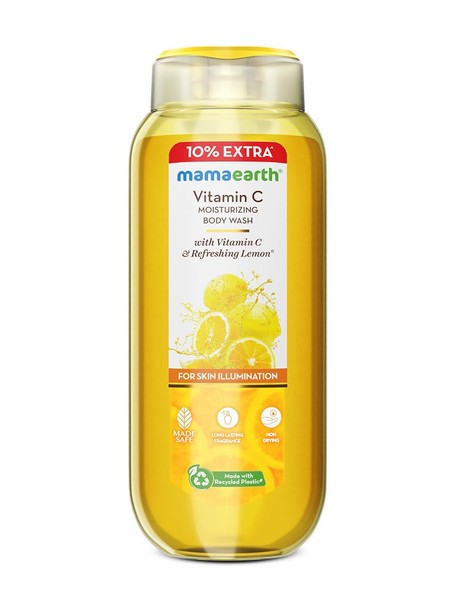 10% EXTRA*
mamaearth®
Vitamin C
MOISTURIZING
BODY WASH
with Vitamin C
& Refreshing Lemon*
FOR SKIN ILLUMINATION
MADE SAFE
LONG LASTING FRAGRANCE
NON DRYING
Made with
Recycled Plastic#